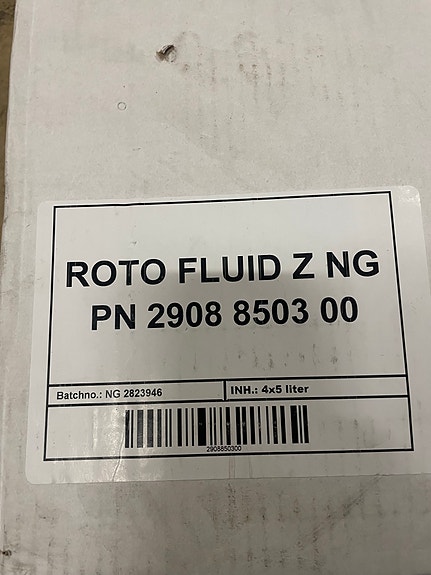 ROTO FLUID Z NG
PN 2908 8503 00
Batchno.: NG 2823946
INH.: 4x5 liter
2908850300